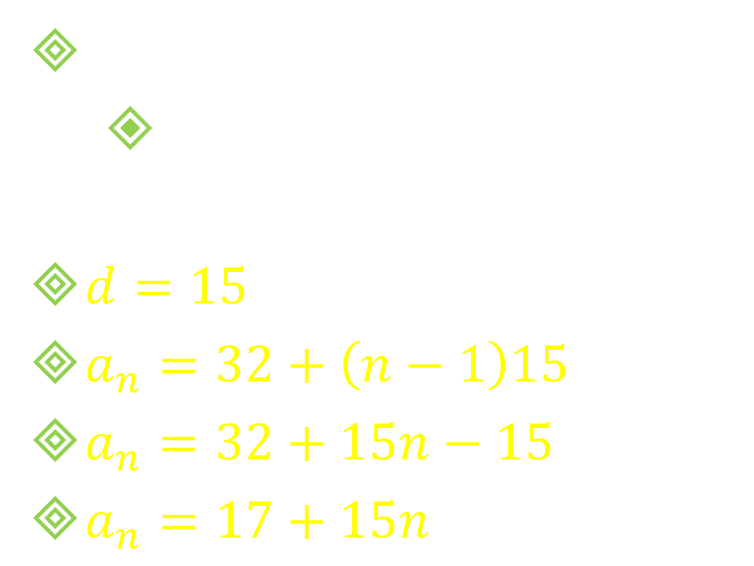 d = 15
aₙ = 32 + (n − 1)15
aₙ = 32 + 15n − 15
aₙ = 17 + 15n